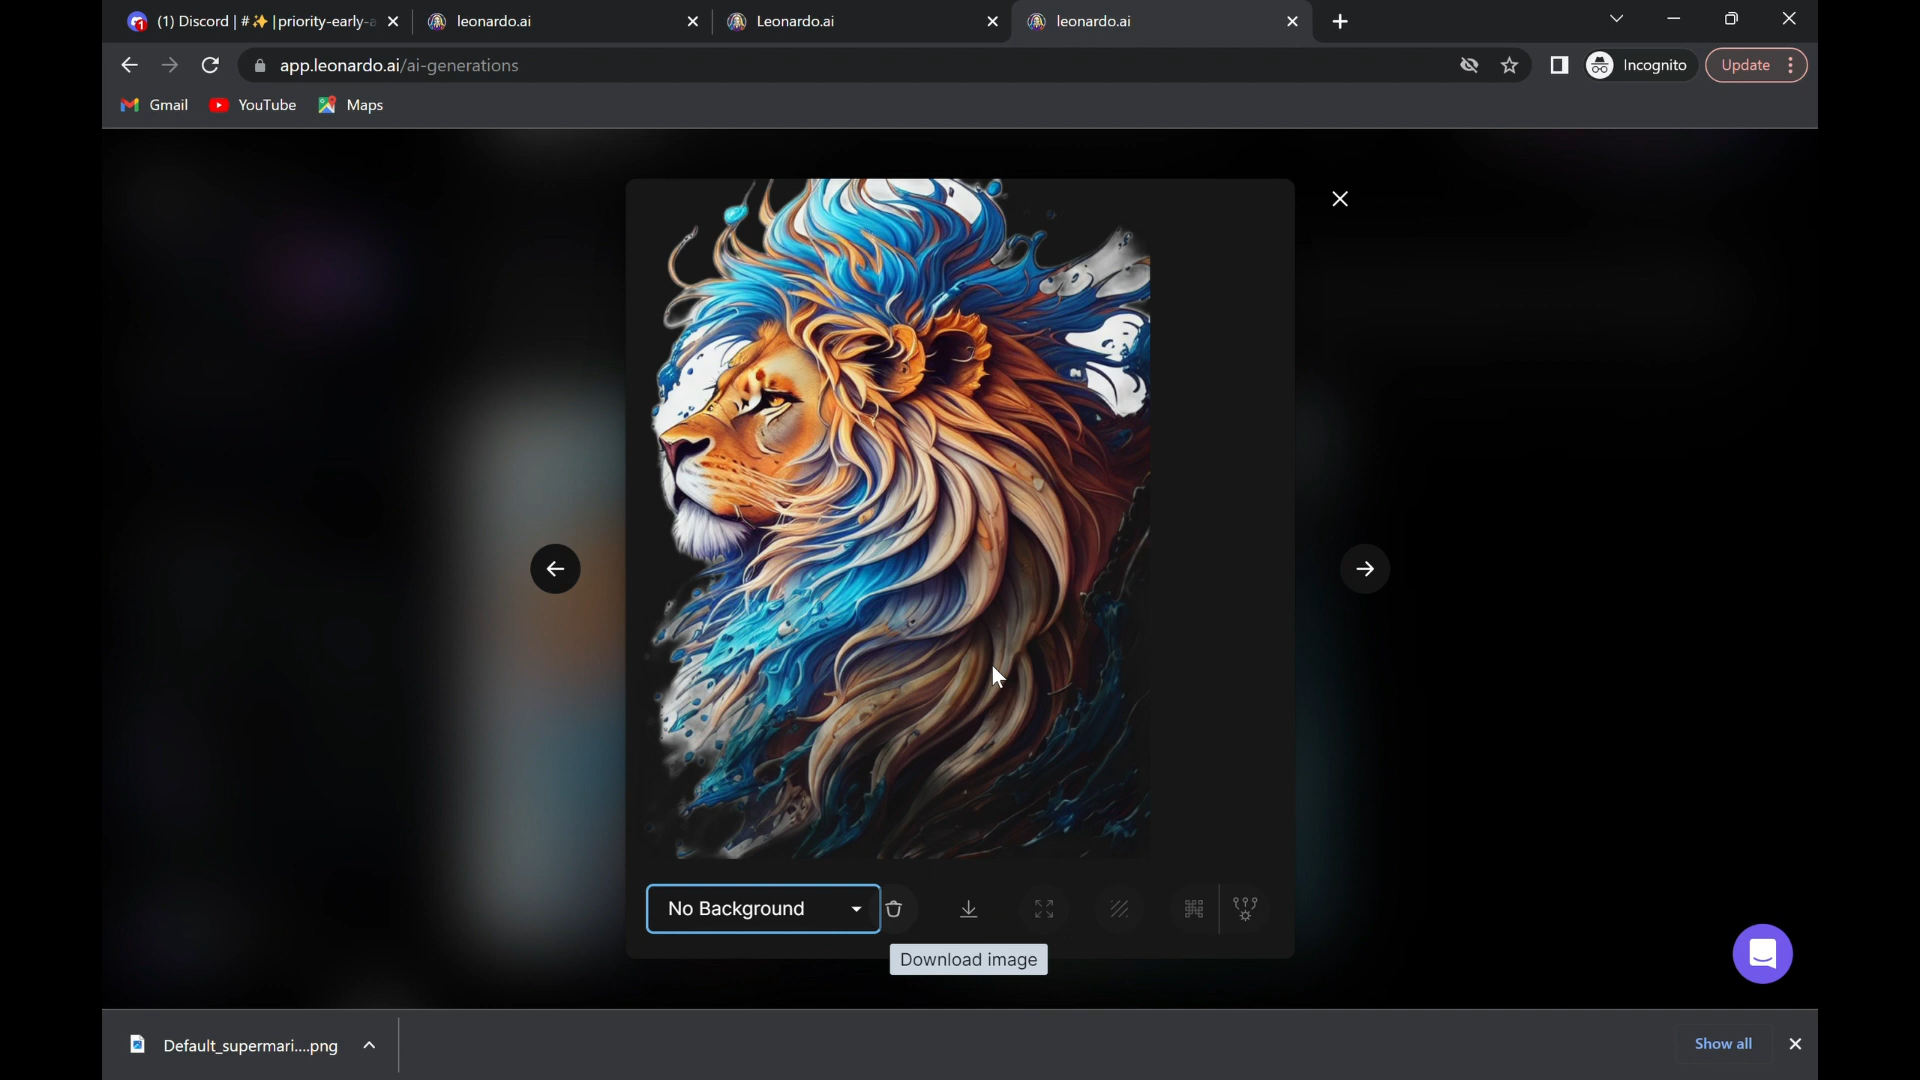 (1) Discord | #✨ | priority-early-a
leonardo.ai
Leonardo.ai
leonardo.ai
app.leonardo.ai/ai-generations
Incognito
Update
Gmail
YouTube
Maps
No Background
Download image
Default_supermari....png
Show all